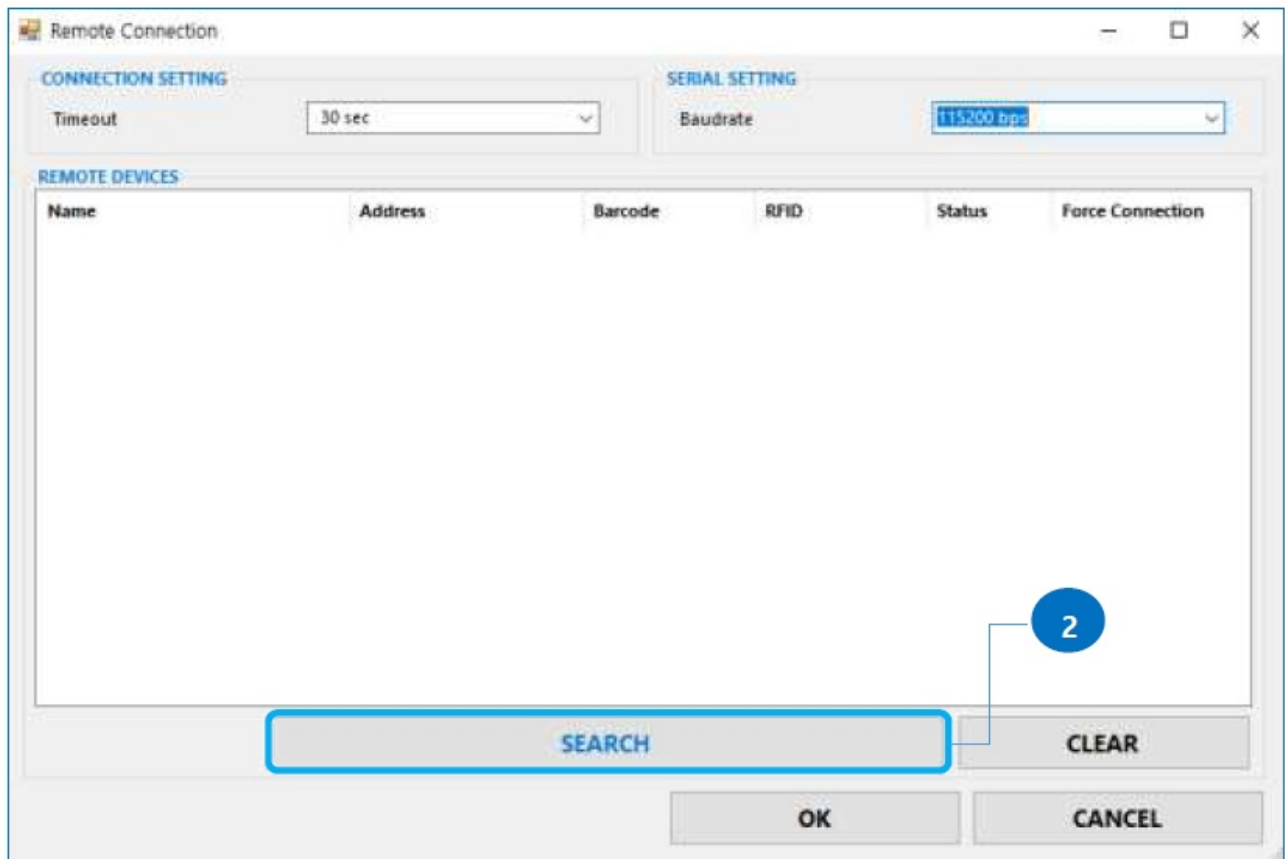 Remote Connection
CONNECTION SETTING
SERIAL SETTING
Timeout 30 sec
Baudrate 115200 bps
REMOTE DEVICES
Name Address Barcode RFID Status Force Connection
2
SEARCH CLEAR
OK CANCEL